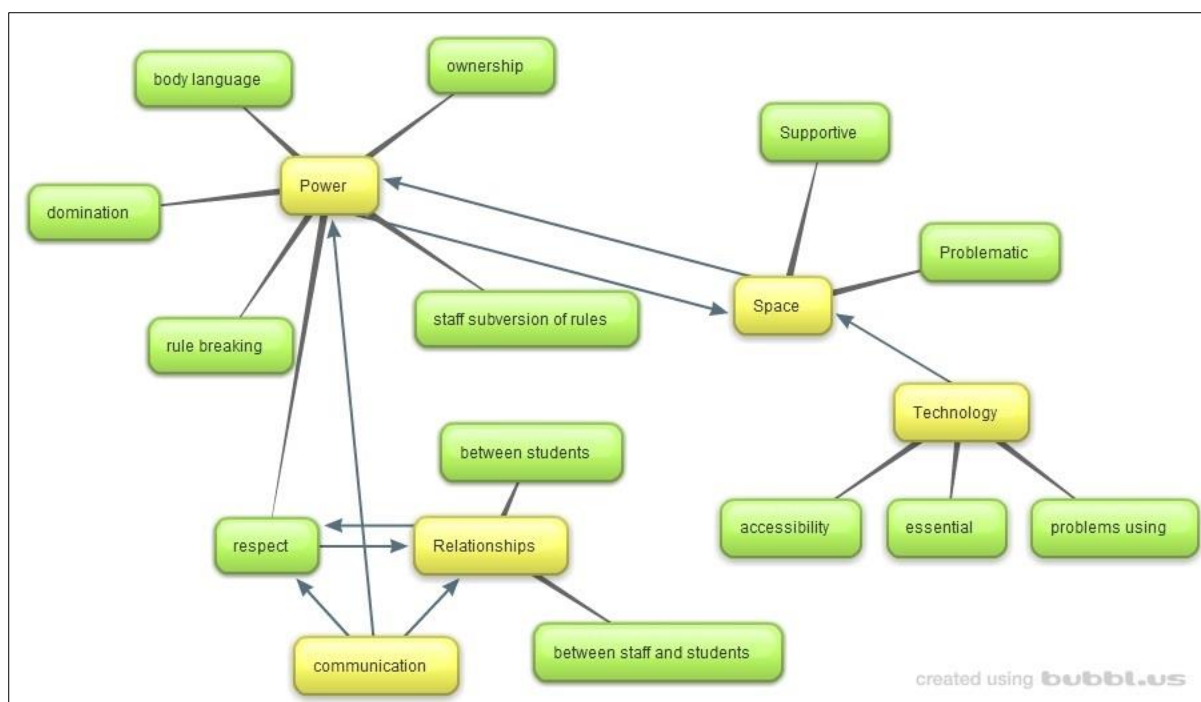 body language
ownership
Supportive
Power
domination
Problematic
Space
staff subversion of rules
rule breaking
Technology
between students
accessibility
essential
problems using
respect
Relationships
between staff and students
communication
created using bubbl.us